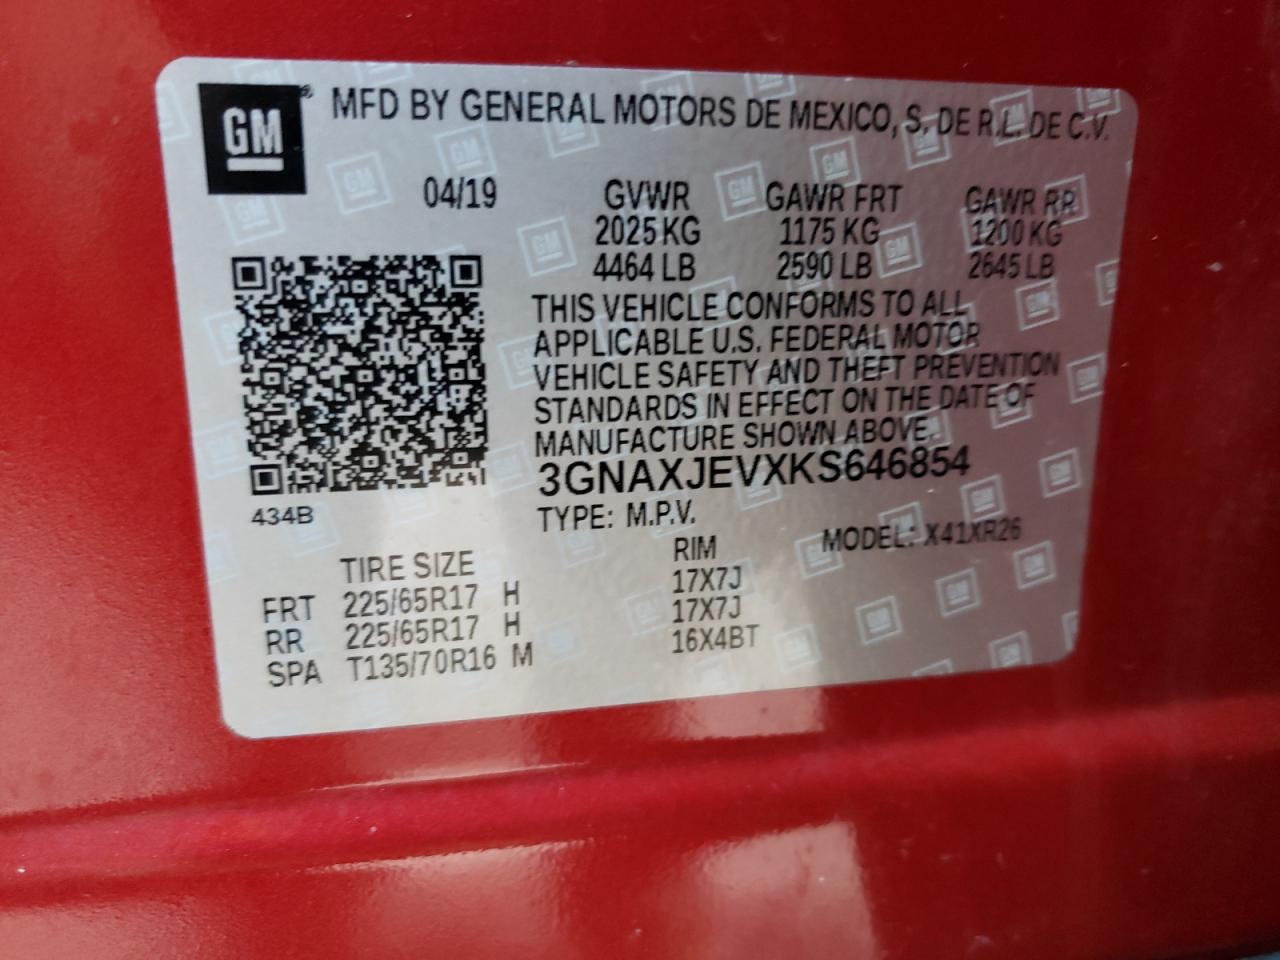 GM ® MFD BY GENERAL MOTORS DE MEXICO, S. DE R.L. DE C.V.
04/19 GVWR GAWR FRT GAWR RR
2025 KG 1175 KG 1200 KG
4464 LB 2590 LB 2645 LB
THIS VEHICLE CONFORMS TO ALL
APPLICABLE U.S. FEDERAL MOTOR
VEHICLE SAFETY AND THEFT PREVENTION
STANDARDS IN EFFECT ON THE DATE OF
MANUFACTURE SHOWN ABOVE.
3GNAXJEVXKS646854
434B
TYPE: M.P.V. MODEL: X41XR26
TIRE SIZE RIM
FRT 225/65R17 H 17X7J
RR 225/65R17 H 17X7J
SPA T135/70R16 M 16X4BT